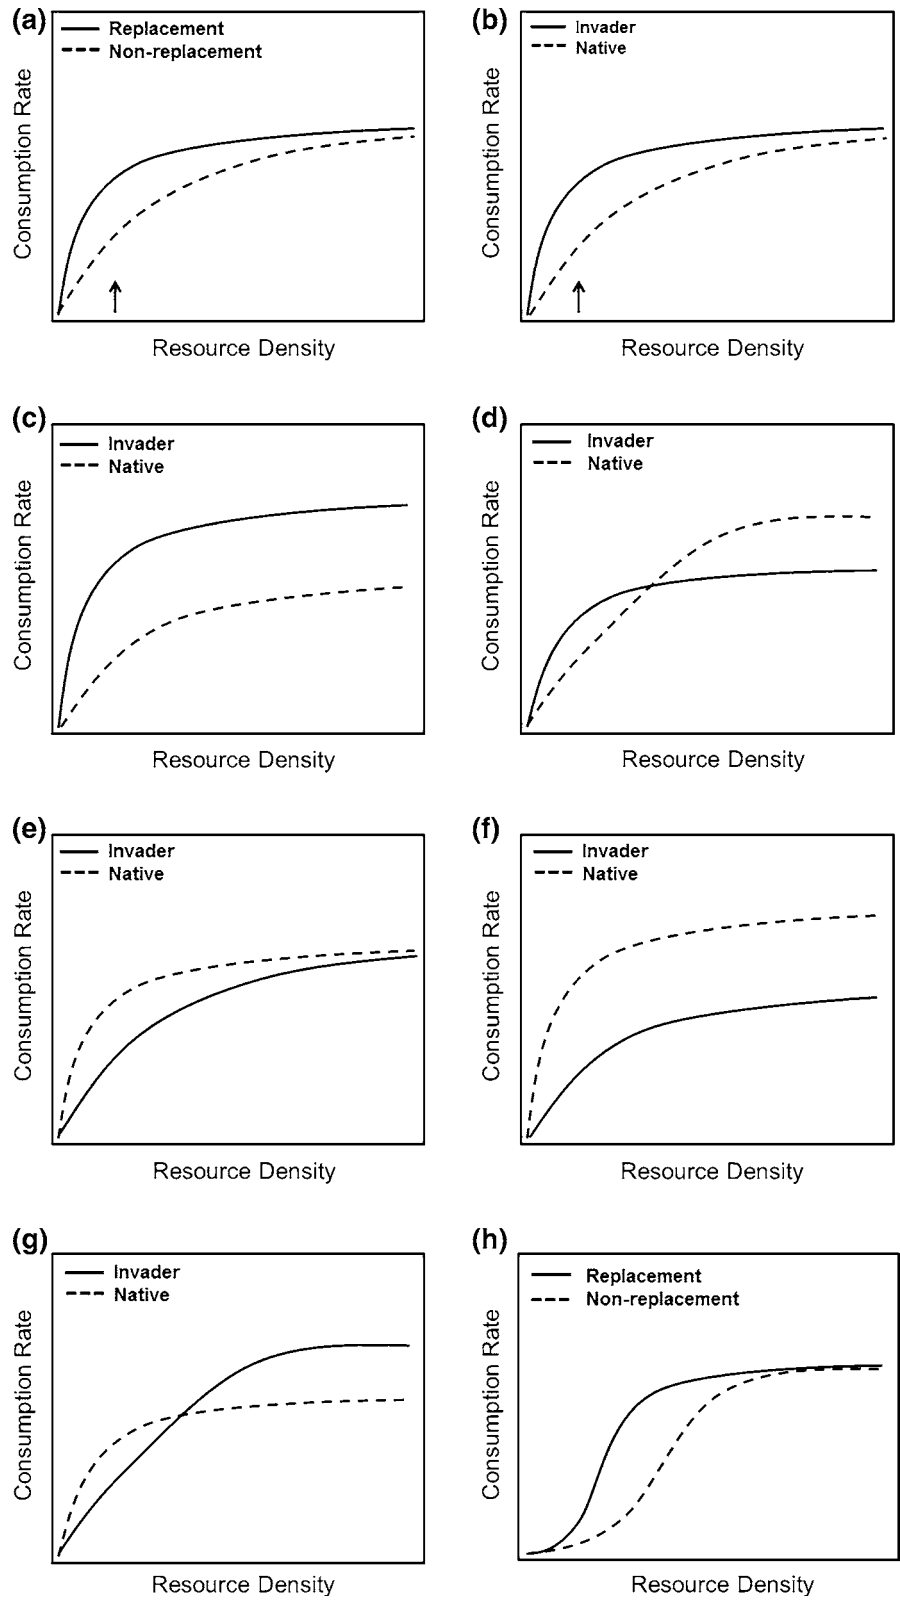 (a)
Replacement
Non-replacement
Consumption Rate
Resource Density
(b)
Invader
Native
Consumption Rate
Resource Density
(c)
Invader
Native
Consumption Rate
Resource Density
(d)
Invader
Native
Consumption Rate
Resource Density
(e)
Invader
Native
Consumption Rate
Resource Density
(f)
Invader
Native
Consumption Rate
Resource Density
(g)
Invader
Native
Consumption Rate
Resource Density
(h)
Replacement
Non-replacement
Consumption Rate
Resource Density